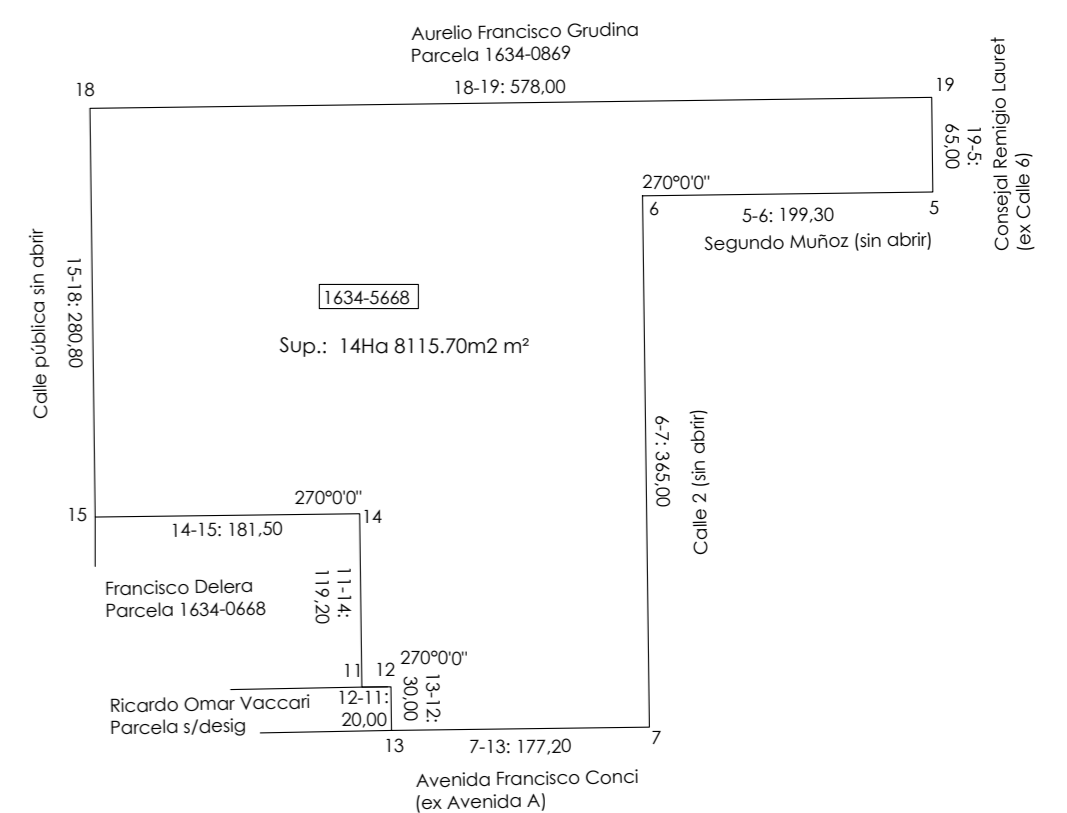 Aurelio Francisco Grudina
Parcela 1634-0869
18
18-19: 578,00
19
19-5:
65,00
Consejal Remigio Lauret
(ex Calle 6)
270°0'0"
6
5-6: 199,30
5
Segundo Muñoz (sin abrir)
Calle pública sin abrir
15-18: 280,80
1634-5668
Sup.: 14Ha 8115.70m2 m²
6-7: 365,00
Calle 2 (sin abrir)
270°0'0"
15
14
14-15: 181,50
11-14:
119,20
Francisco Delera
Parcela 1634-0668
270°0'0"
11
12
13-12:
30,00
Ricardo Omar Vaccari
Parcela s/desig
12-11:
20,00
13
7-13: 177,20
7
Avenida Francisco Conci
(ex Avenida A)